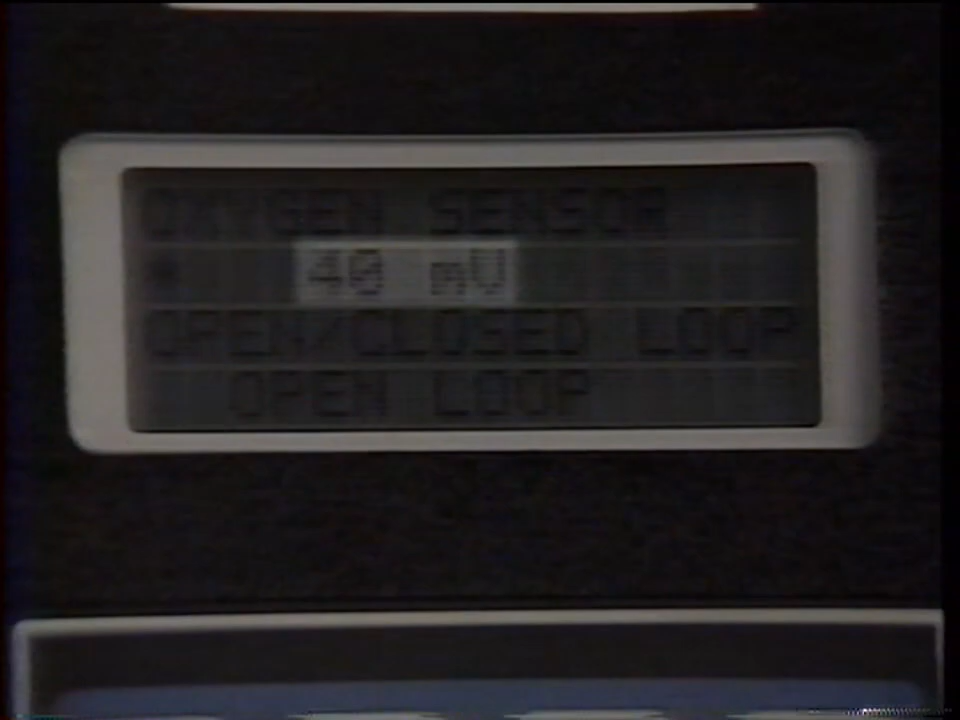 OXYGEN SENSOR
* 40 mV
OPEN/CLOSED LOOP
OPEN LOOP